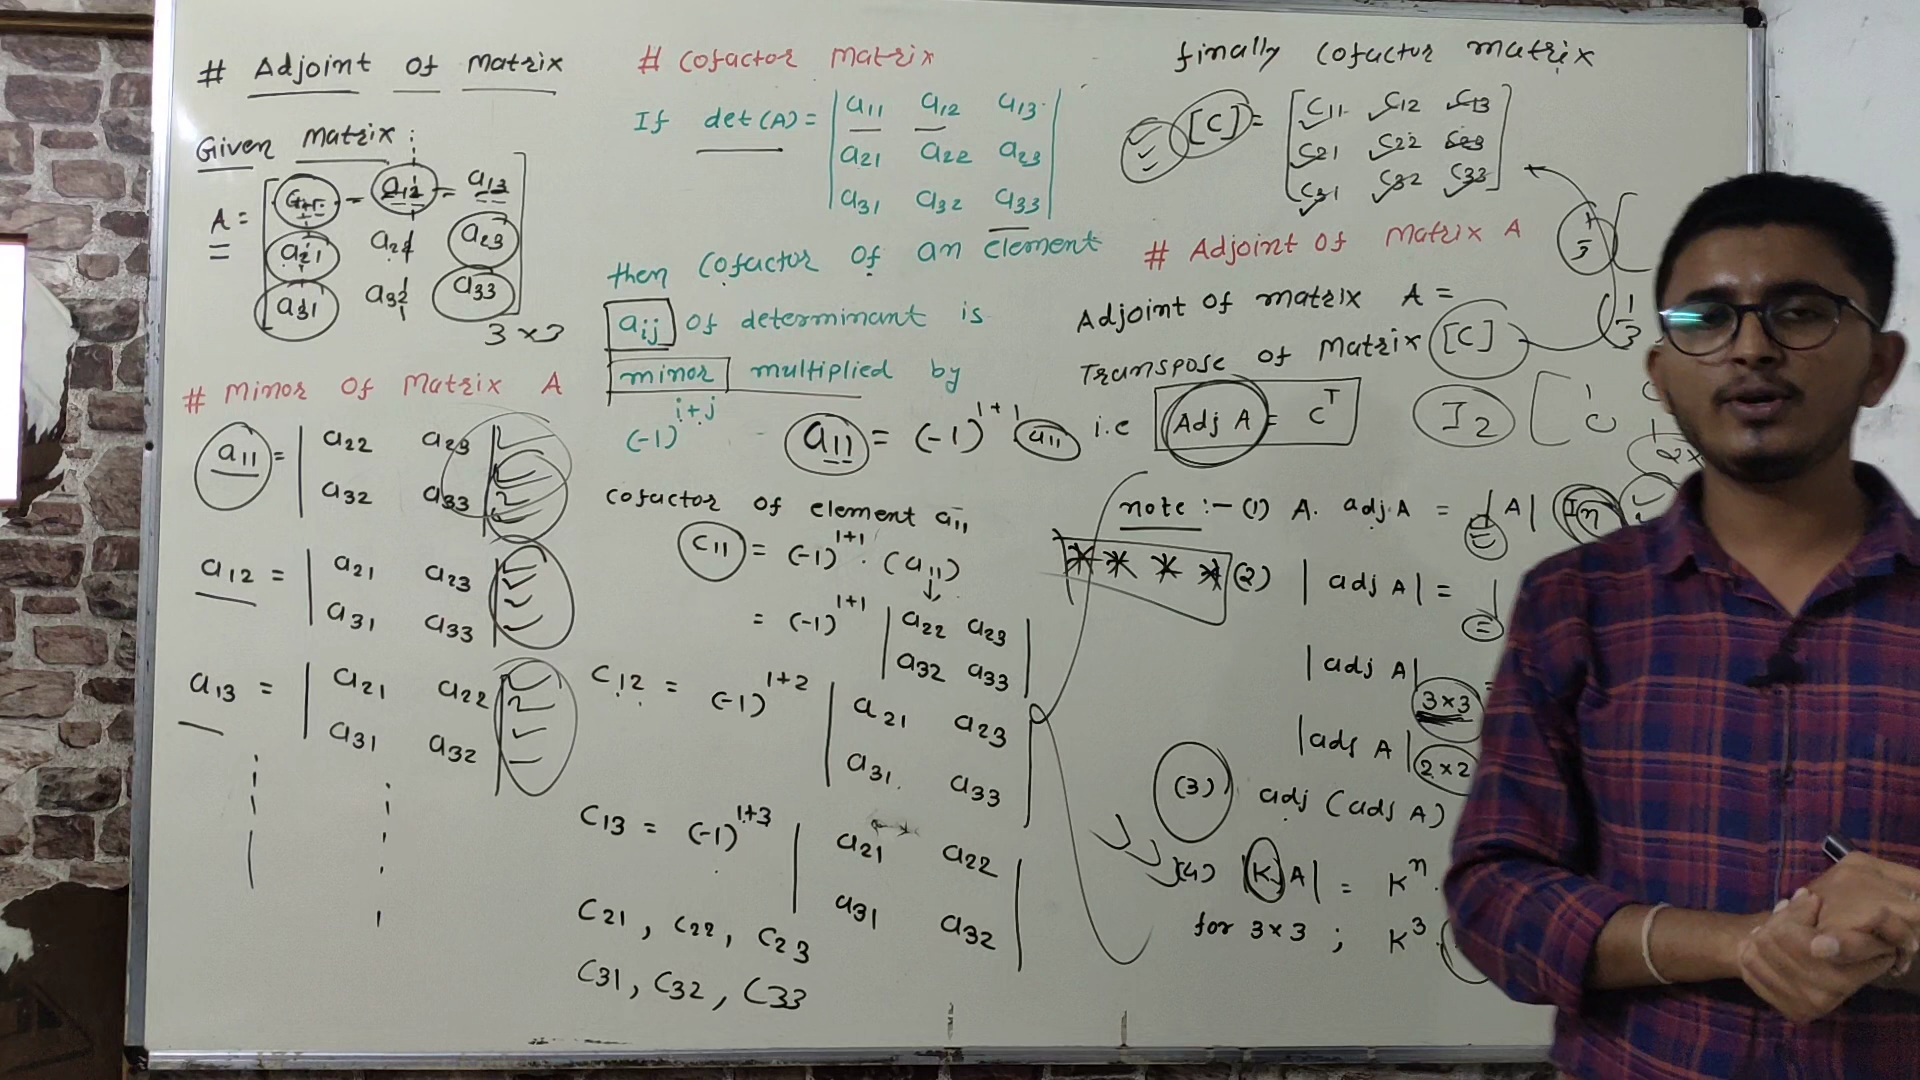 # Adjoint of matrix
Given matrix :
A = [ a12 a13
a21 a22 a23
a31 a32 a33 ]
3 × 3
# Minor of Matrix A
a11 = | a22 a23
a32 a33 |
a12 = | a21 a23
a31 a33 |
a13 = | a21 a22
a31 a32 |
# Cofactor Matrix
If det(A) = | a11 a12 a13
a21 a22 a23
a31 a32 a33 |
then cofactor of an element
aij of determinant is
minor multiplied by
(-1)^i+j
a11 = (-1)^1+1 a11
cofactor of element a11
C11 = (-1)^1+1 . (a11)
= (-1)^1+1 | a22 a23
a32 a33 |
C12 = (-1)^1+2 | a21 a23
a31 a33 |
C13 = (-1)^1+3 | a21 a22
a31 a32 |
C21, C22, C23
C31, C32, C33
finally cofactor matrix
[C] = [ C11 C12 C13
C21 C22 C23
C31 C32 C33 ]
# Adjoint of Matrix A
Adjoint of matrix A =
Transpose of Matrix [C]
i.e Adj A = C^T
I2
note :- (1) A. adj A = |A| In
**** (2) | adj A | = |
| adj A | 3×3
| adj A | 2×2
(3) adj (adj A)
(4) |K A| = K^n.
for 3×3 ; K^3.